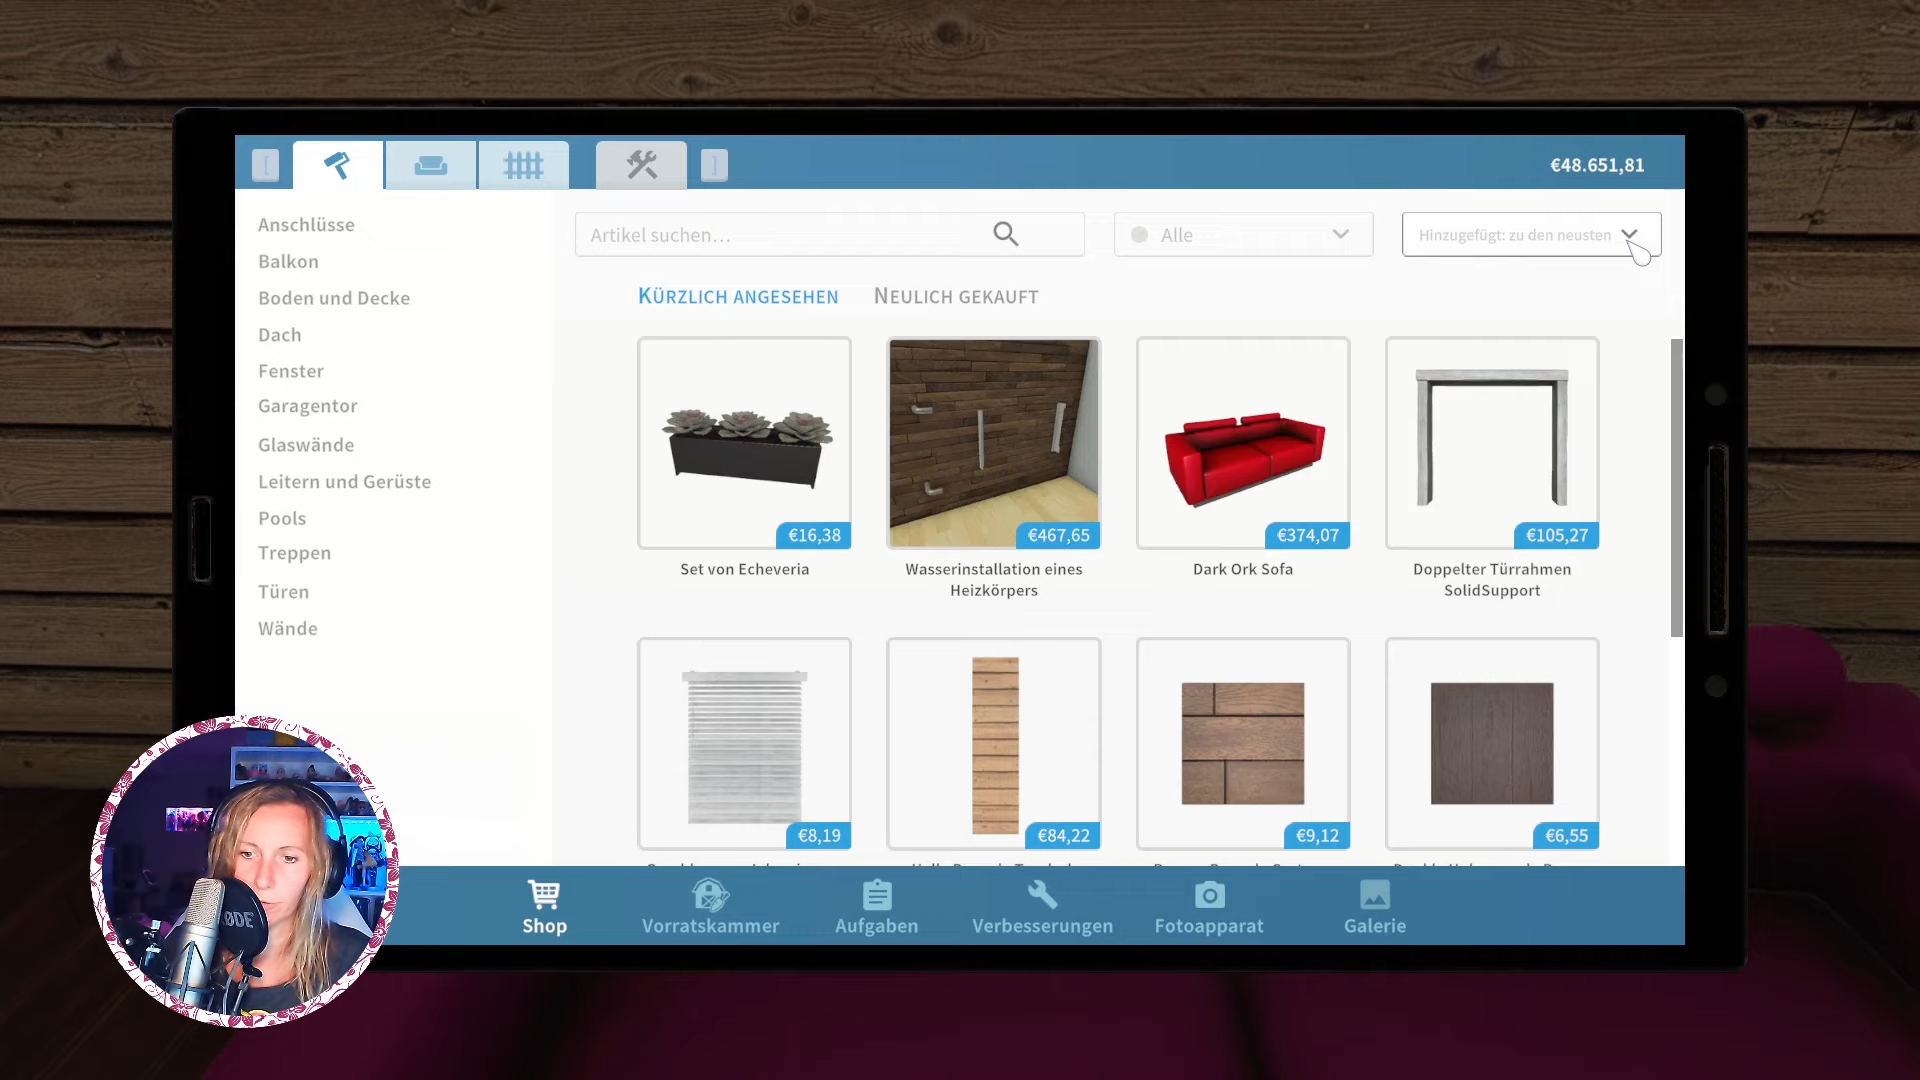 [
]
€48.651,81
Anschlüsse
Balkon
Boden und Decke
Dach
Fenster
Garagentor
Glaswände
Leitern und Gerüste
Pools
Treppen
Türen
Wände
Artikel suchen...
Alle
Hinzugefügt: zu den neusten
KÜRZLICH ANGESEHEN
NEULICH GEKAUFT
€16,38
€467,65
€374,07
€105,27
Set von Echeveria
Wasserinstallation eines
Heizkörpers
Dark Ork Sofa
Doppelter Türrahmen
SolidSupport
€8,19
€84,22
€9,12
€6,55
RØDE
Shop
Vorratskammer
Aufgaben
Verbesserungen
Fotoapparat
Galerie